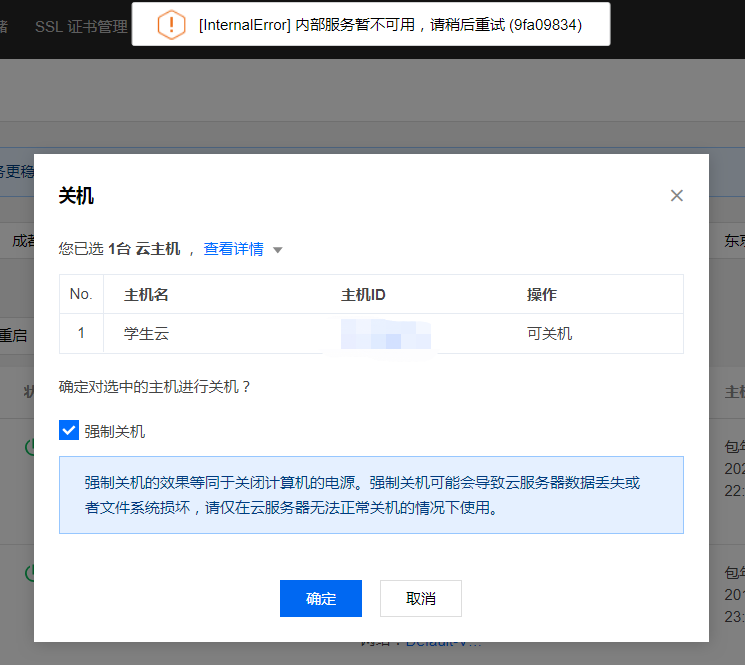 SSL 证书管理
[InternalError] 内部服务暂不可用，请稍后重试 (9fa09834)
务更稳
成都
东京
重启
关机
您已选 1台 云主机 ，查看详情
No. 主机名 主机ID 操作
1 学生云 可关机
确定对选中的主机进行关机？
强制关机
强制关机的效果等同于关闭计算机的电源。强制关机可能会导致云服务器数据丢失或
者文件系统损坏，请仅在云服务器无法正常关机的情况下使用。
确定 取消
包年
202
22:
包年
201
23:
网络：Default-V...